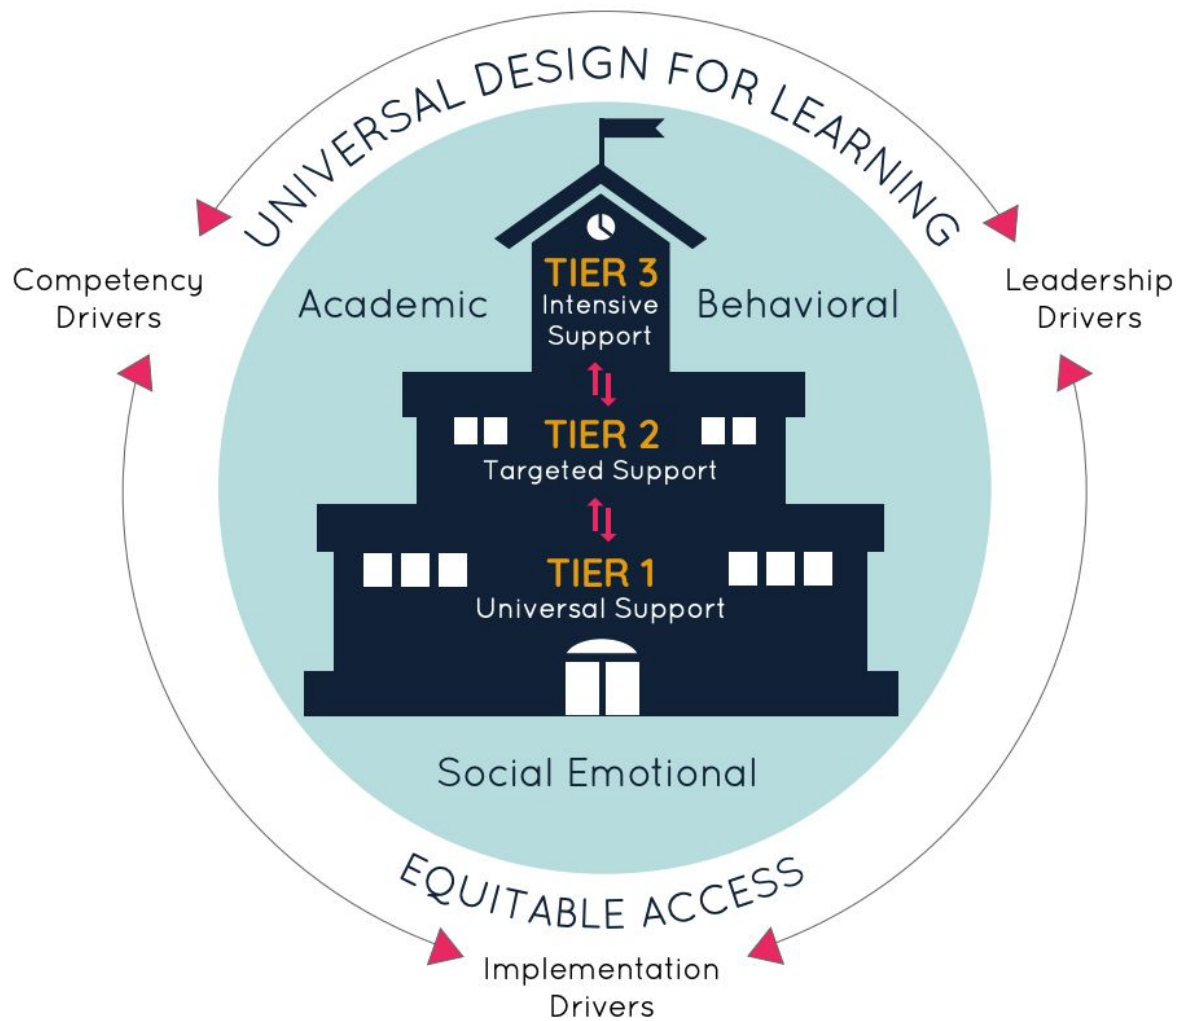 UNIVERSAL DESIGN FOR LEARNING
Competency
Drivers
Leadership
Drivers
Academic
Behavioral
TIER 3
Intensive
Support
TIER 2
Targeted Support
TIER 1
Universal Support
Social Emotional
EQUITABLE ACCESS
Implementation
Drivers